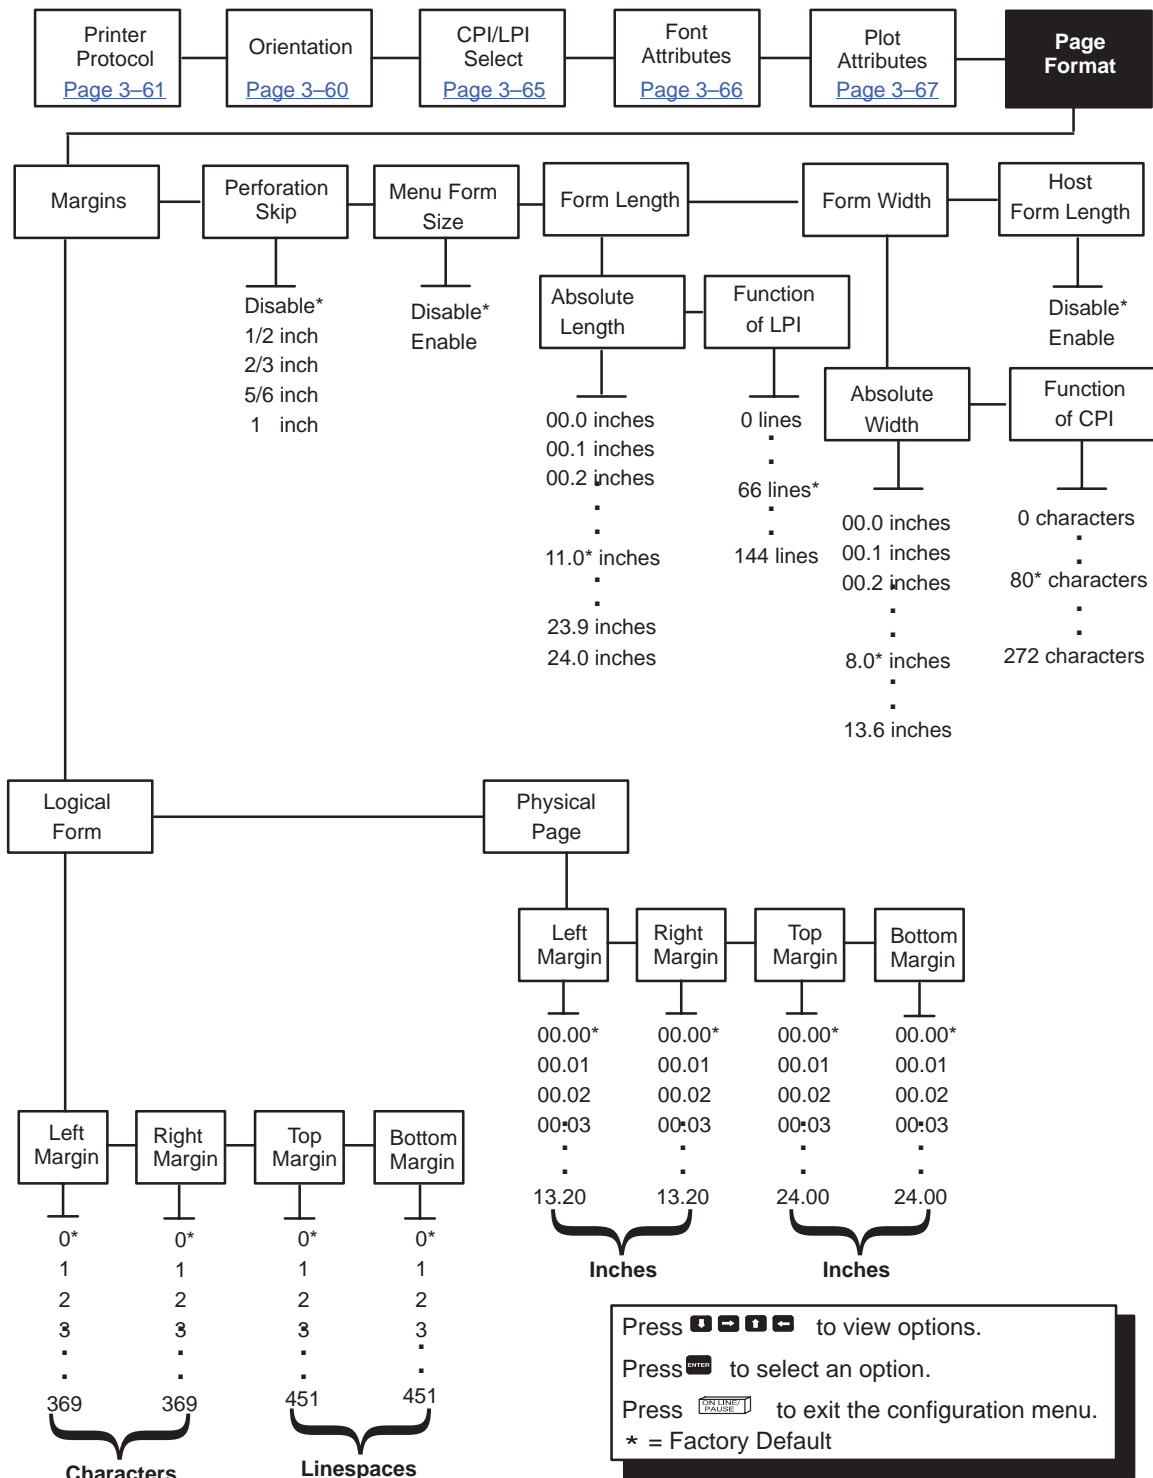 Printer
Protocol
Page 3–61
Orientation
Page 3–60
CPI/LPI
Select
Page 3–65
Font
Attributes
Page 3–66
Plot
Attributes
Page 3–67
Page
Format
Margins
Perforation
Skip
Menu Form
Size
Form Length
Form Width
Host
Form Length
Disable*
1/2 inch
2/3 inch
5/6 inch
1 inch
Disable*
Enable
Absolute
Length
Function
of LPI
Disable*
Enable
00.0 inches
00.1 inches
00.2 inches
.
.
11.0* inches
.
.
23.9 inches
24.0 inches
0 lines
.
.
66 lines*
.
.
144 lines
Absolute
Width
Function
of CPI
00.0 inches
00.1 inches
00.2 inches
.
.
8.0* inches
.
.
13.6 inches
0 characters
.
.
80* characters
.
.
272 characters
Logical
Form
Physical
Page
Left
Margin
Right
Margin
Top
Margin
Bottom
Margin
00.00*
00.01
00.02
00.03
.
.
13.20
00.00*
00.01
00.02
00.03
.
.
13.20
00.00*
00.01
00.02
00.03
.
.
24.00
00.00*
00.01
00.02
00.03
.
.
24.00
Inches
Inches
Left
Margin
Right
Margin
Top
Margin
Bottom
Margin
0*
1
2
3
.
.
369
0*
1
2
3
.
.
369
0*
1
2
3
.
.
451
0*
1
2
3
.
.
451
Characters
Linespaces
Press ↓ → ↑ ← to view options.
Press ENTER to select an option.
Press ON LINE/ PAUSE to exit the configuration menu.
* = Factory Default